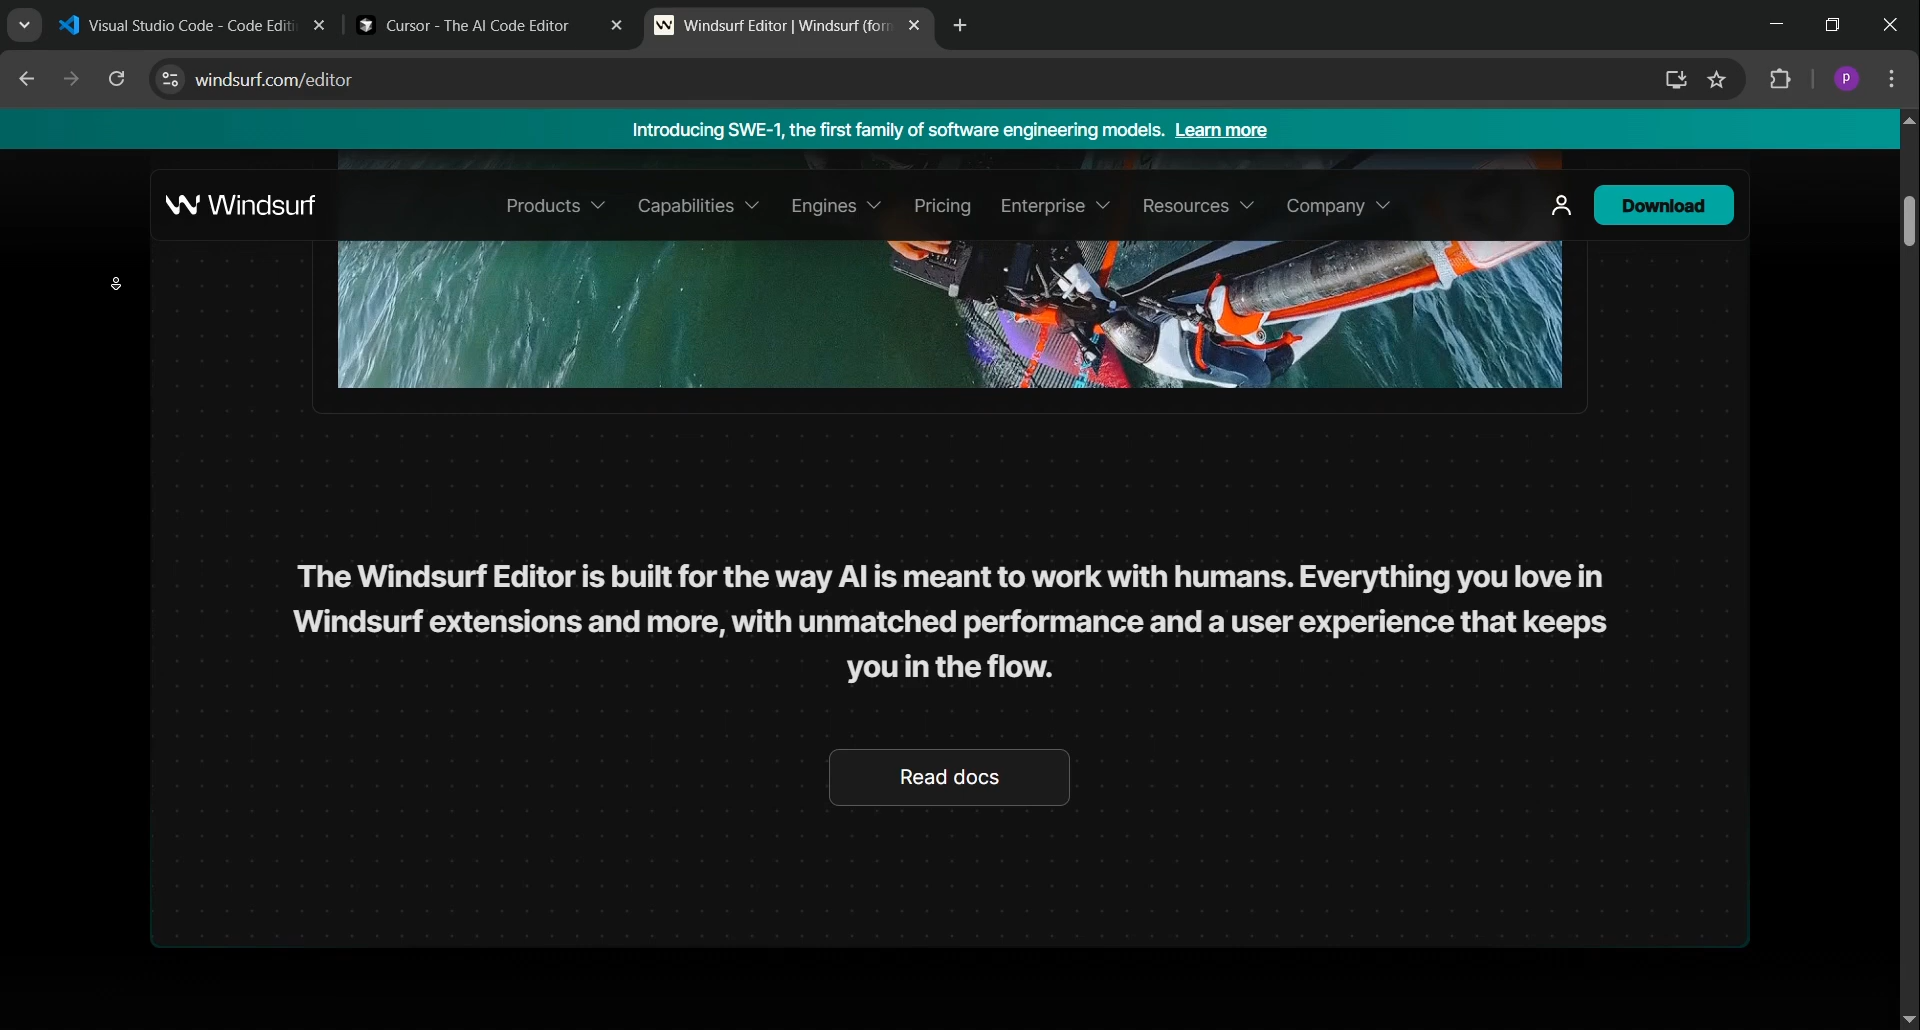 Visual Studio Code - Code Editi
Cursor - The AI Code Editor
Windsurf Editor | Windsurf (for
windsurf.com/editor
P
Introducing SWE-1, the first family of software engineering models. Learn more
Windsurf
Products
Capabilities
Engines
Pricing
Enterprise
Resources
Company
Download
The Windsurf Editor is built for the way AI is meant to work with humans. Everything you love in
Windsurf extensions and more, with unmatched performance and a user experience that keeps
you in the flow.
Read docs